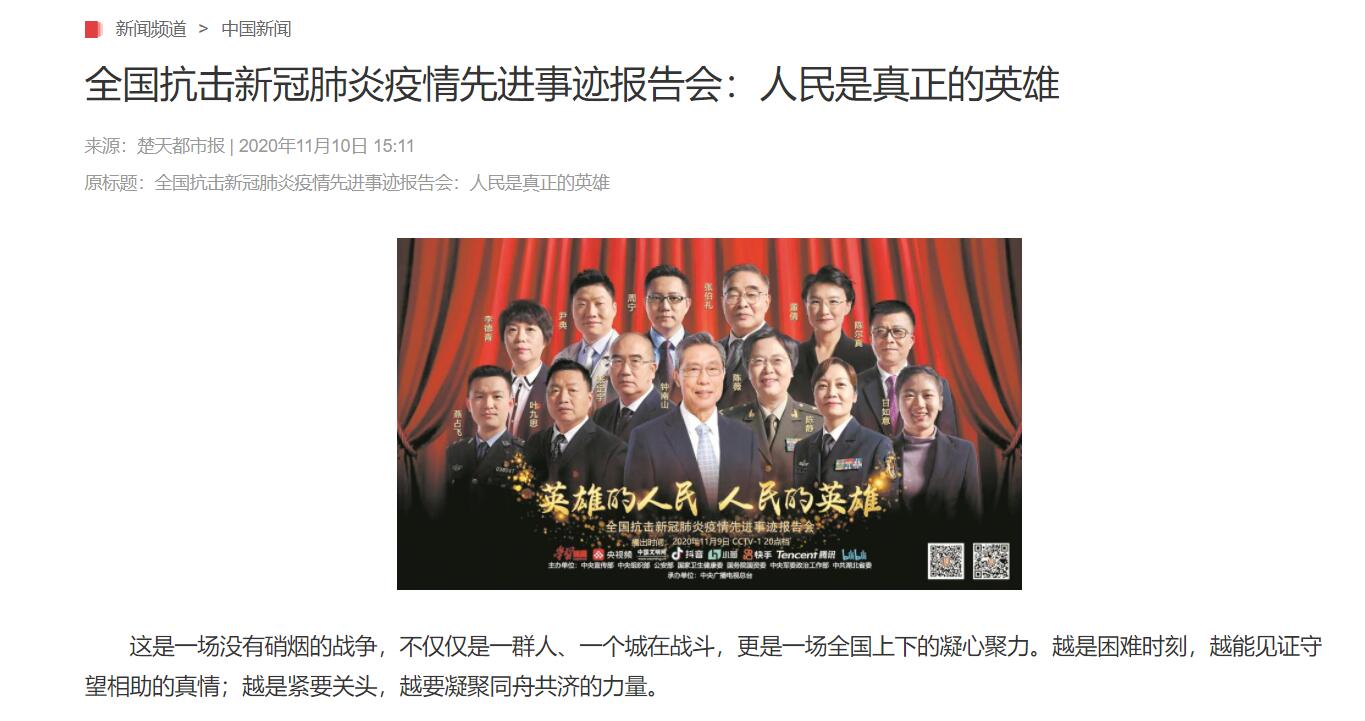 新闻频道 > 中国新闻
全国抗击新冠肺炎疫情先进事迹报告会：人民是真正的英雄
来源：楚天都市报 | 2020年11月10日 15:11
原标题：全国抗击新冠肺炎疫情先进事迹报告会：人民是真正的英雄
李德青
尹央
周宁
张伯礼
董倩
陈尔真
燕占飞
叶九恩
张定宇
钟南山
陈薇
陈静
甘如意
英雄的人民 人民的英雄
全国抗击新冠肺炎疫情先进事迹报告会
播出时间：2020年11月9日 CCTV-1 20点档
央视频 中国文明网 抖音 快手 Tencent 腾讯 bilibili
主办单位：中央宣传部 中央组织部 公安部 国家卫生健康委 国务院国资委 中央军委政治工作部 中共湖北省委
承办单位：中央广播电视总台
这是一场没有硝烟的战争，不仅仅是一群人、一个城在战斗，更是一场全国上下的凝心聚力。越是困难时刻，越能见证守
望相助的真情；越是紧要关头，越要凝聚同舟共济的力量。